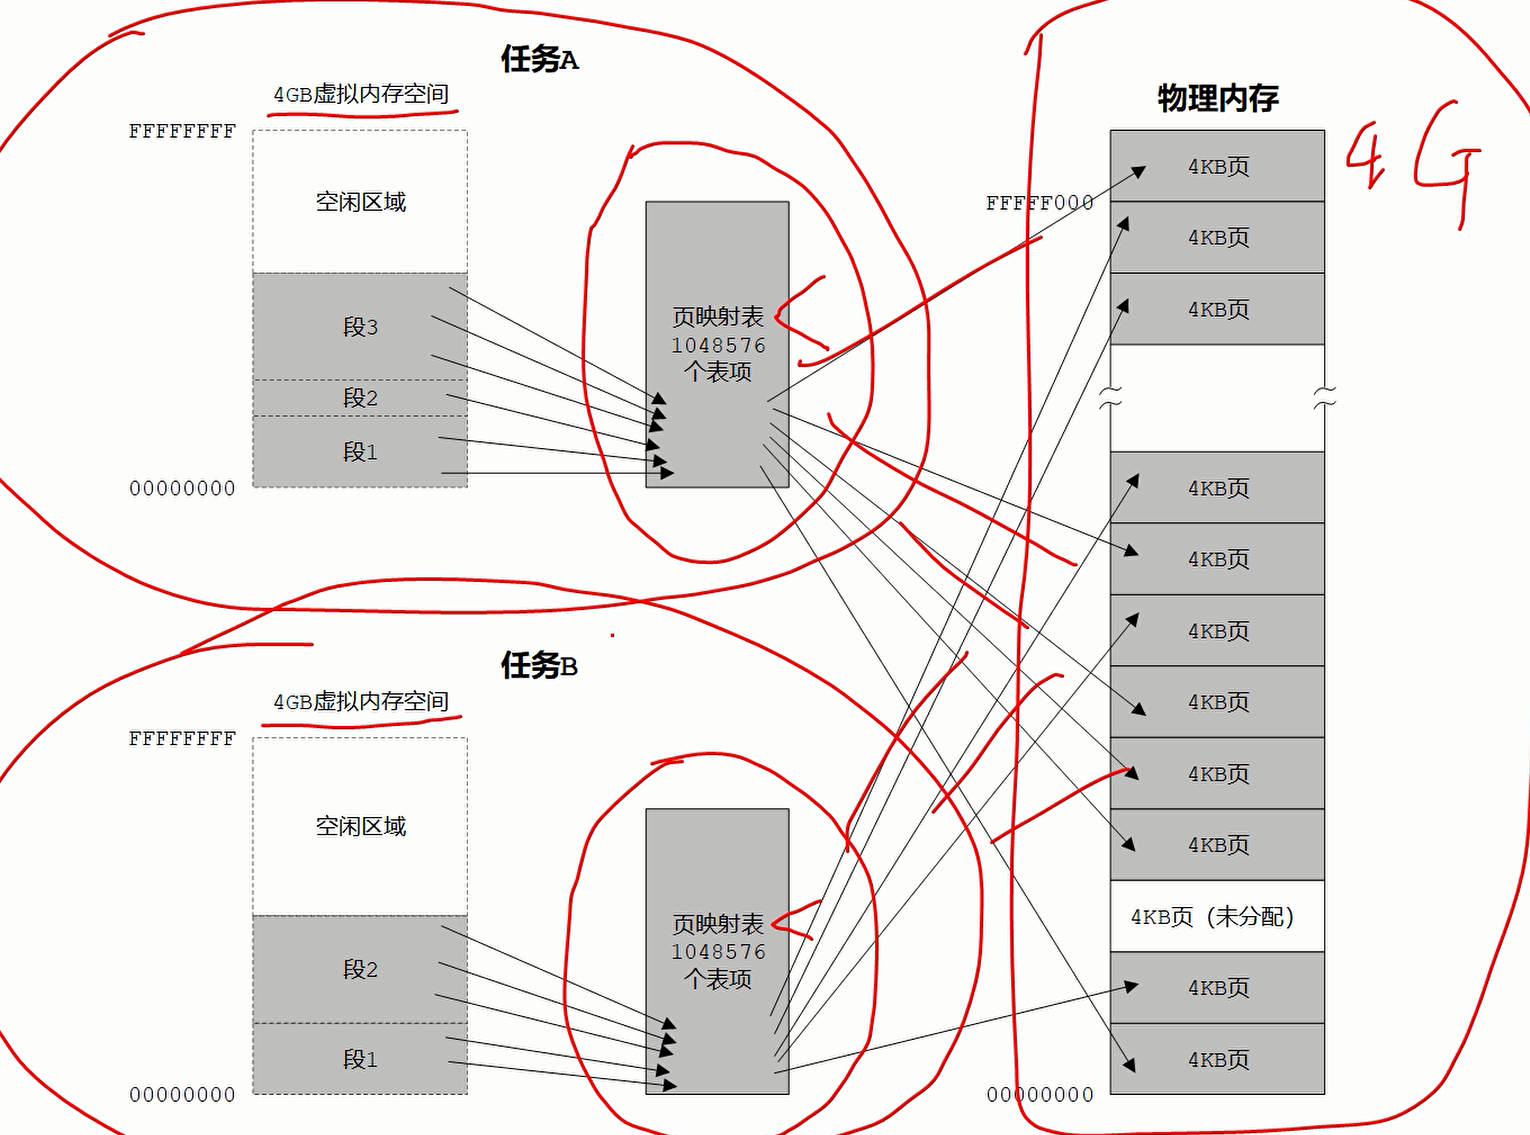 任务A
4GB虚拟内存空间
FFFFFFFF
空闲区域
段3
段2
段1
00000000
页映射表
1048576
个表项
任务B
4GB虚拟内存空间
FFFFFFFF
空闲区域
段2
段1
00000000
页映射表
1048576
个表项
物理内存
4G
4KB页
FFFFF000
4KB页
4KB页
4KB页
4KB页
4KB页
4KB页
4KB页
4KB页
4KB页（未分配）
4KB页
4KB页
00000000